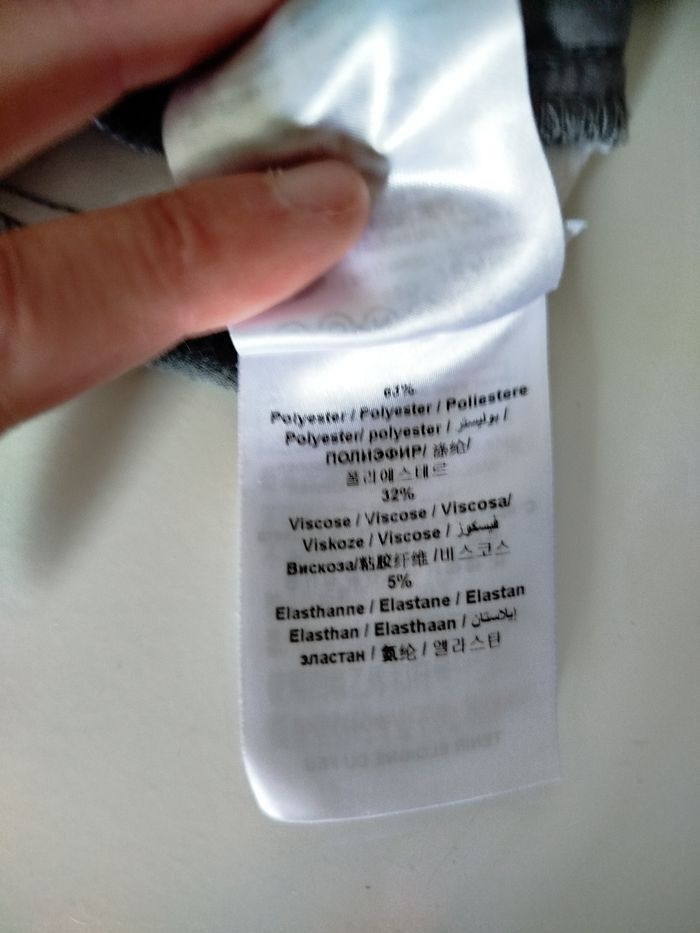 63%
Polyester / Polyester / Poliestere
Polyester/ polyester / بوليستر /
ПОЛИЭФИР/ 涤纶/
폴리에스테르
32%
Viscose / Viscose / Viscosa/
Viskoze / Viscose / فيسكوز
Вискоза/粘胶纤维 /비스코스
5%
Elasthanne / Elastane / Elastan
Elasthan / Elasthaan / إيلاستان
эластан / 氨纶 / 엘라스탄